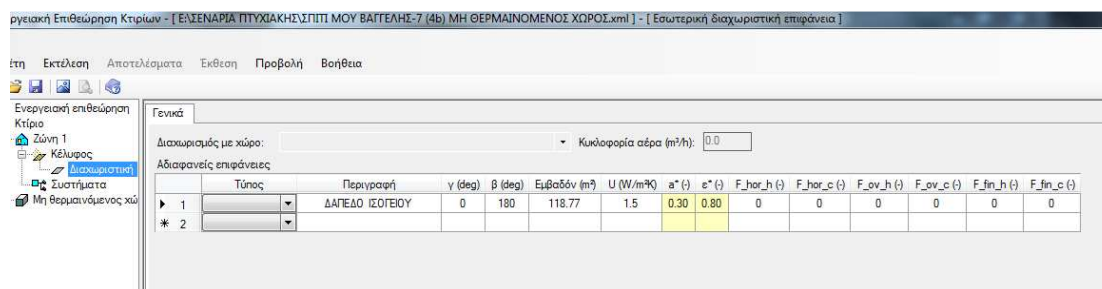 ργειακή Επιθεώρηση Κτιρίων - [ E:\ΣΕΝΑΡΙΑ ΠΤΥΧΙΑΚΗΣ\ΣΠΙΤΙ ΜΟΥ ΒΑΓΓΕΛΗΣ-7 (4b) ΜΗ ΘΕΡΜΑΙΝΟΜΕΝΟΣ ΧΩΡΟΣ.xml ] - [ Εσωτερική διαχωριστική επιφάνεια ]
έτη Εκτέλεση Αποτελέσματα Έκθεση Προβολή Βοήθεια
Ενεργειακή επιθεώρηση
Κτίριο
Ζώνη 1
Κέλυφος
Διαχωριστική
Συστήματα
Μη θερμαινόμενος χώ
Γενικά
Διαχωρισμός με χώρο: Κυκλοφορία αέρα (m³/h): 0.0
Αδιαφανείς επιφάνειες
Τύπος Περιγραφή γ (deg) β (deg) Εμβαδόν (m²) U (W/m²K) a* (-) ε* (-) F_hor_h (-) F_hor_c (-) F_ov_h (-) F_ov_c (-) F_fin_h (-) F_fin_c (-)
1 ΔΑΠΕΔΟ ΙΣΟΓΕΙΟΥ 0 180 118.77 1.5 0.30 0.80 0 0 0 0 0 0
* 2